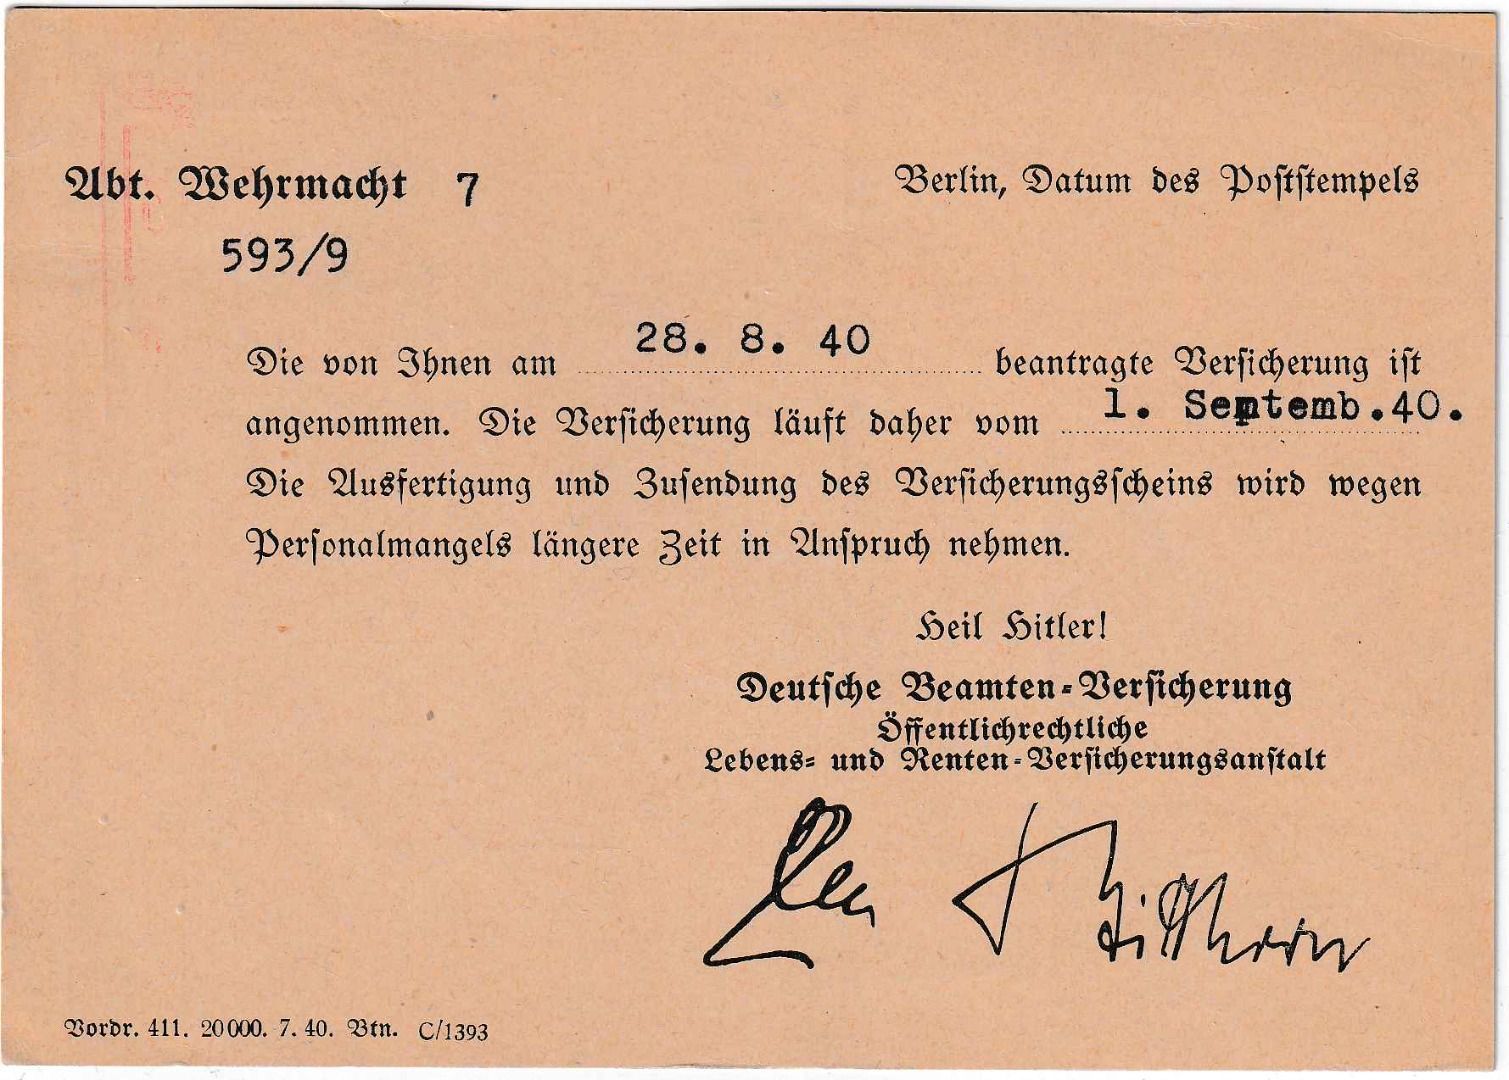 Abt. Wehrmacht 7
Berlin, Datum des Poststempels
593/9
Die von Ihnen am 28. 8. 40 beantragte Versicherung ist
angenommen. Die Versicherung läuft daher vom 1. Septemb.40.
Die Ausfertigung und Zusendung des Versicherungsscheins wird wegen
Personalmangels längere Zeit in Anspruch nehmen.
Heil Hitler!
Deutsche Beamten-Versicherung
Öffentlichrechtliche
Lebens- und Renten-Versicherungsanstalt
Vordr. 411. 20000. 7. 40. Btn. C/1393